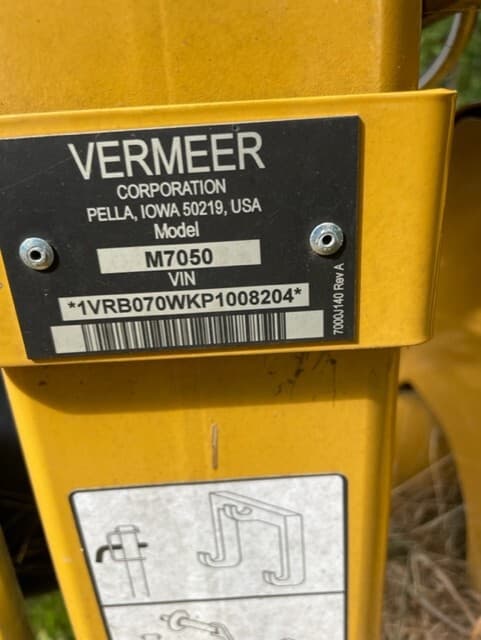 VERMEER
CORPORATION
PELLA, IOWA 50219, USA
Model
M7050
VIN
*1VRB070WKP1008204*
7000J140 Rev A